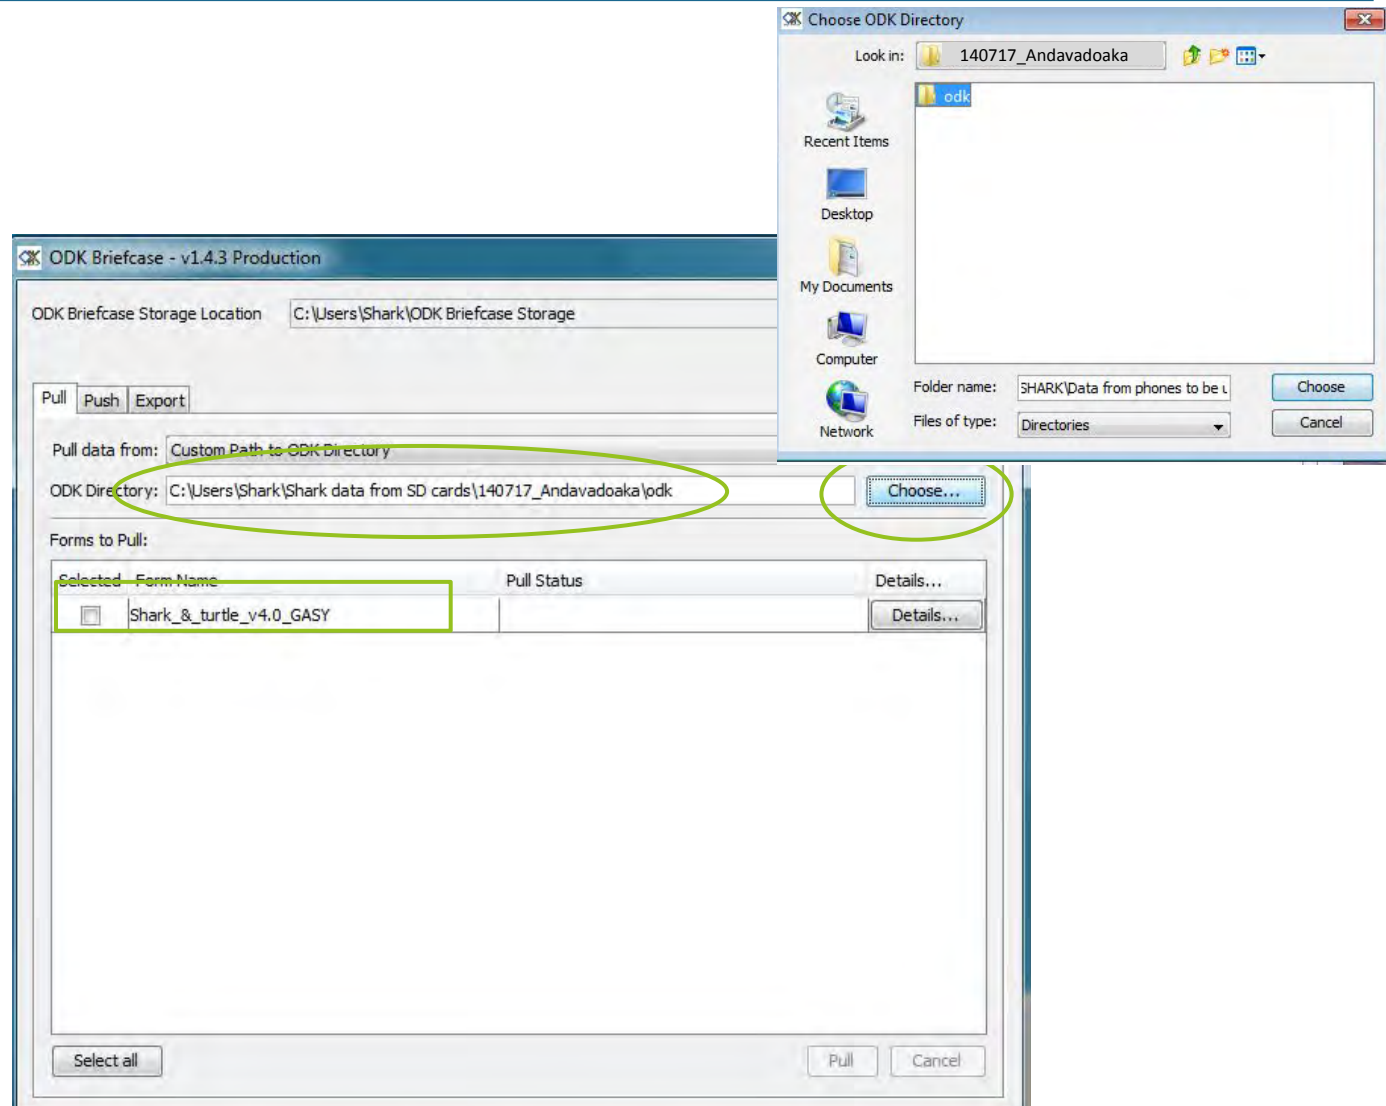 Choose ODK Directory
Look in: 140717_Andavadoaka
odk
Recent Items
Desktop
My Documents
Computer
Network
Folder name: SHARK\Data from phones to be u
Choose
Files of type: Directories
Cancel
ODK Briefcase - v1.4.3 Production
ODK Briefcase Storage Location C:\Users\Shark\ODK Briefcase Storage
Pull Push Export
Pull data from: Custom Path to ODK Directory
ODK Directory: C:\Users\Shark\Shark data from SD cards\140717_Andavadoaka\odk Choose...
Forms to Pull:
Selected Form Name Pull Status Details...
Shark_&_turtle_v4.0_GASY Details...
Select all Pull Cancel